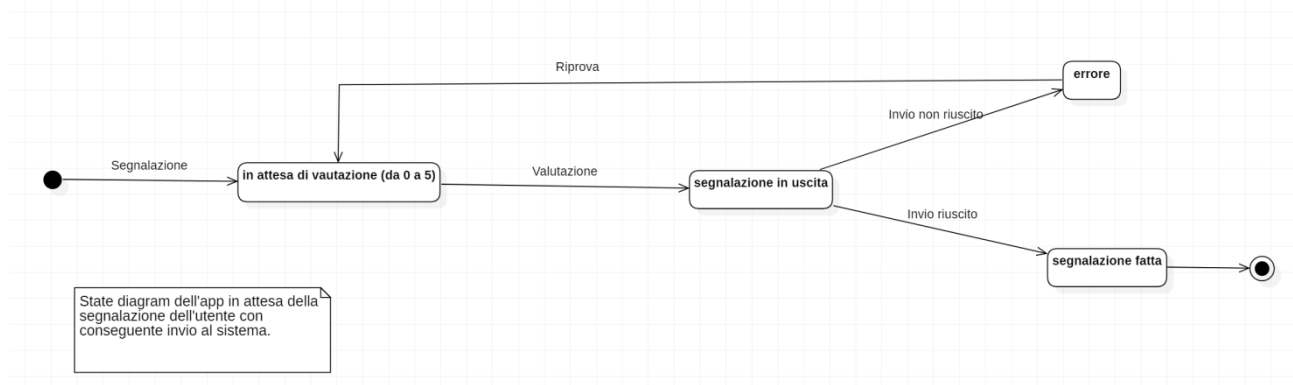 Riprova
errore
Invio non riuscito
Segnalazione
in attesa di vautazione (da 0 a 5)
Valutazione
segnalazione in uscita
Invio riuscito
segnalazione fatta
State diagram dell'app in attesa della
segnalazione dell'utente con
conseguente invio al sistema.